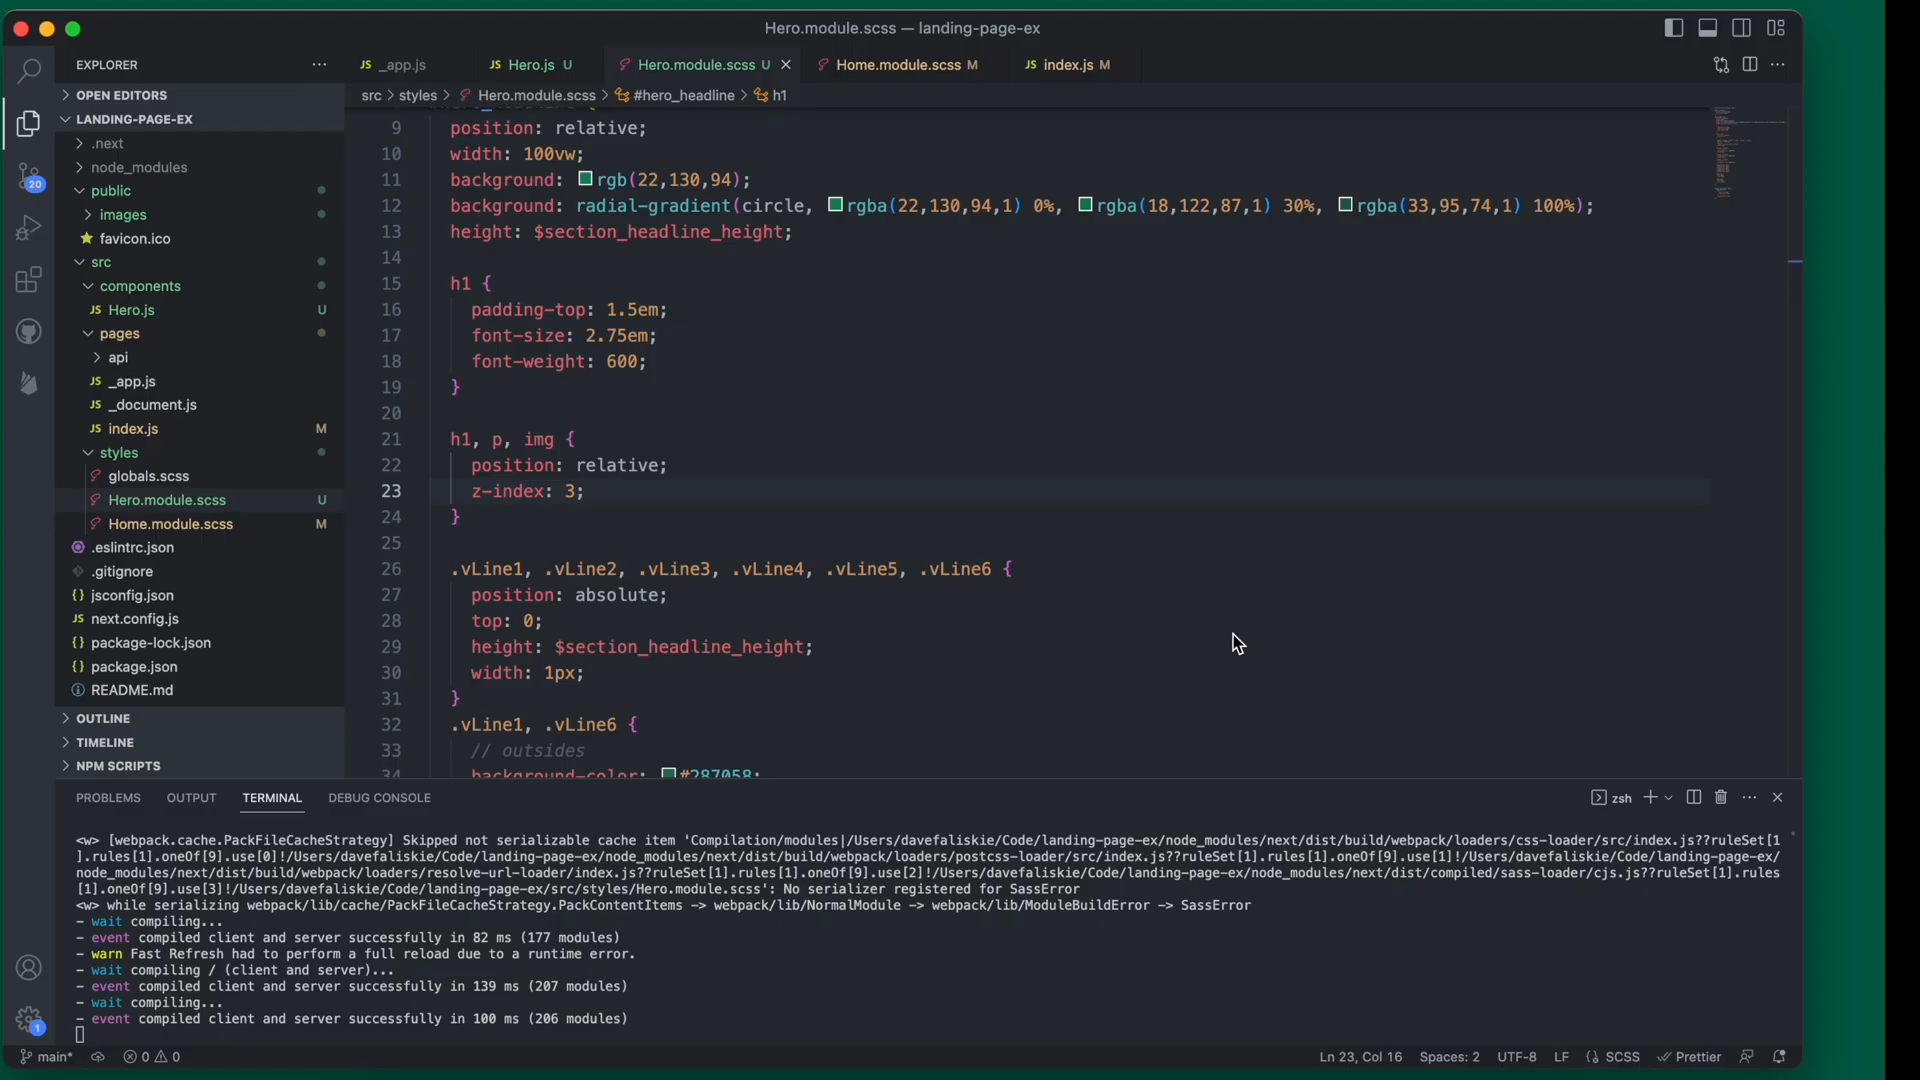 Hero.module.scss — landing-page-ex
EXPLORER
OPEN EDITORS
LANDING-PAGE-EX
.next
node_modules
public
images
favicon.ico
src
components
JS Hero.js U
pages
api
JS _app.js
JS _document.js
JS index.js M
styles
globals.scss
Hero.module.scss U
Home.module.scss M
.eslintrc.json
.gitignore
{} jsconfig.json
JS next.config.js
{} package-lock.json
{} package.json
README.md
OUTLINE
TIMELINE
NPM SCRIPTS
20
1
JS _app.js JS Hero.js U Hero.module.scss U Home.module.scss M JS index.js M
src > styles > Hero.module.scss > #hero_headline > h1
9 position: relative;
10 width: 100vw;
11 background: rgb(22,130,94);
12 background: radial-gradient(circle, rgba(22,130,94,1) 0%, rgba(18,122,87,1) 30%, rgba(33,95,74,1) 100%);
13 height: $section_headline_height;
14
15 h1 {
16 padding-top: 1.5em;
17 font-size: 2.75em;
18 font-weight: 600;
19 }
20
21 h1, p, img {
22 position: relative;
23 z-index: 3;
24 }
25
26 .vLine1, .vLine2, .vLine3, .vLine4, .vLine5, .vLine6 {
27 position: absolute;
28 top: 0;
29 height: $section_headline_height;
30 width: 1px;
31 }
32 .vLine1, .vLine6 {
33 // outsides
34 background-color: #287058;
PROBLEMS OUTPUT TERMINAL DEBUG CONSOLE
zsh
<w> [webpack.cache.PackFileCacheStrategy] Skipped not serializable cache item 'Compilation/modules|/Users/davefaliskie/Code/landing-page-ex/node_modules/next/dist/build/webpack/loaders/css-loader/src/index.js??ruleSet[1
].rules[1].oneOf[9].use[0]!/Users/davefaliskie/Code/landing-page-ex/node_modules/next/dist/build/webpack/loaders/postcss-loader/src/index.js??ruleSet[1].rules[1].oneOf[9].use[1]!/Users/davefaliskie/Code/landing-page-ex/
node_modules/next/dist/build/webpack/loaders/resolve-url-loader/index.js??ruleSet[1].rules[1].oneOf[9].use[2]!/Users/davefaliskie/Code/landing-page-ex/node_modules/next/dist/compiled/sass-loader/cjs.js??ruleSet[1].rules
[1].oneOf[9].use[3]!/Users/davefaliskie/Code/landing-page-ex/src/styles/Hero.module.scss': No serializer registered for SassError
<w> while serializing webpack/lib/cache/PackFileCacheStrategy.PackContentItems -> webpack/lib/NormalModule -> webpack/lib/ModuleBuildError -> SassError
- wait compiling...
- event compiled client and server successfully in 82 ms (177 modules)
- warn Fast Refresh had to perform a full reload due to a runtime error.
- wait compiling / (client and server)...
- event compiled client and server successfully in 139 ms (207 modules)
- wait compiling...
- event compiled client and server successfully in 100 ms (206 modules)
main* 0 0 Ln 23, Col 16 Spaces: 2 UTF-8 LF {} SCSS Prettier